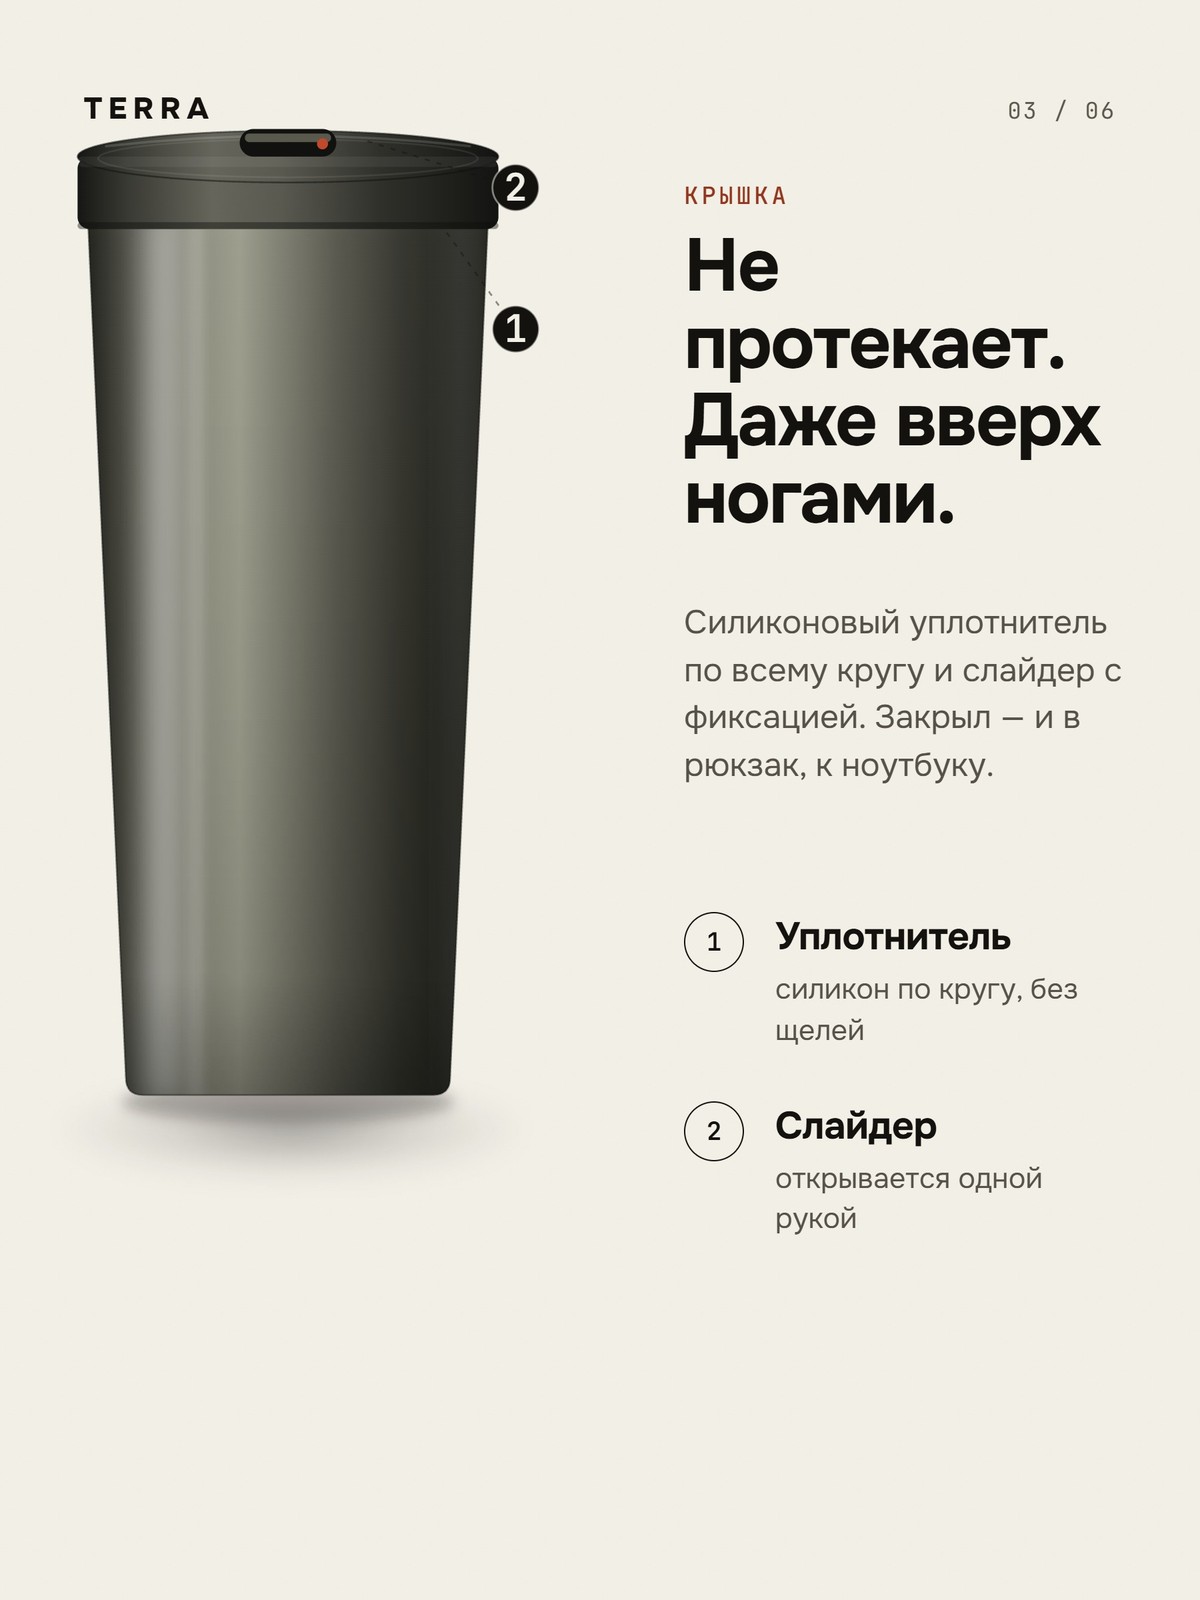 TERRA
03 / 06
КРЫШКА
Не
протекает.
Даже вверх
ногами.
Силиконовый уплотнитель
по всему кругу и слайдер с
фиксацией. Закрыл — и в
рюкзак, к ноутбуку.
2
1
1 Уплотнитель
силикон по кругу, без
щелей
2 Слайдер
открывается одной
рукой